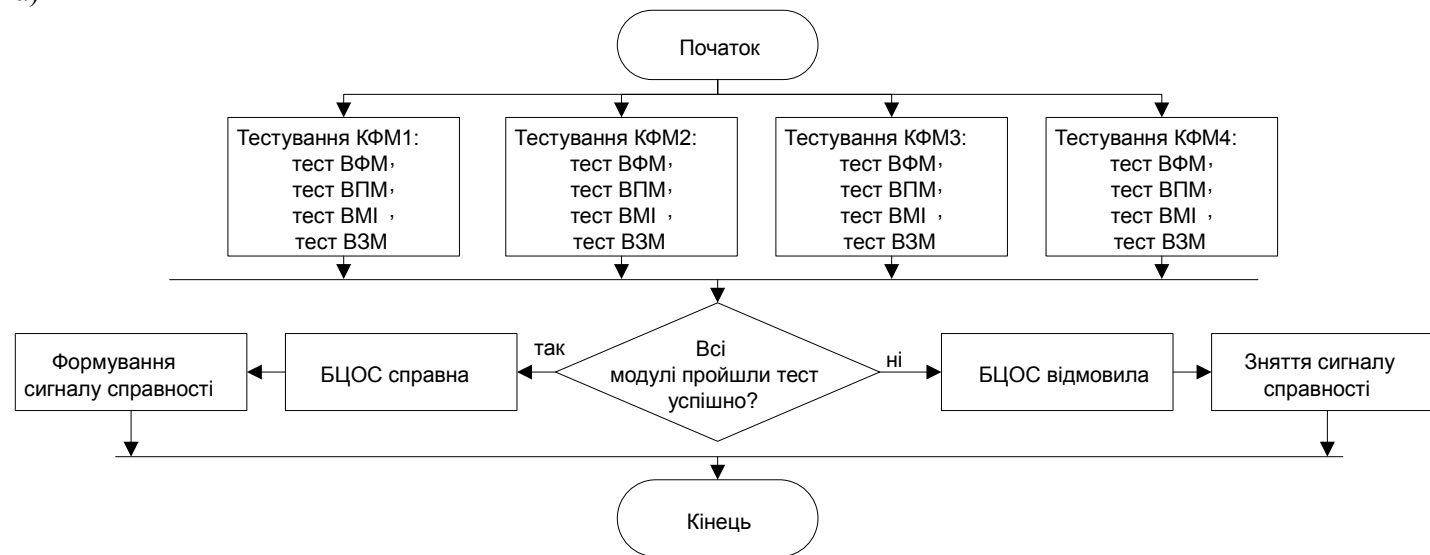 а)
Початок
Тестування КФМ1:
тест ВФМ,
тест ВПМ,
тест ВМІ ,
тест ВЗМ
Тестування КФМ2:
тест ВФМ,
тест ВПМ,
тест ВМІ ,
тест ВЗМ
Тестування КФМ3:
тест ВФМ,
тест ВПМ,
тест ВМІ ,
тест ВЗМ
Тестування КФМ4:
тест ВФМ,
тест ВПМ,
тест ВМІ ,
тест ВЗМ
Формування
сигналу справності
БЦОС справна
так
Всі
модулі пройшли тест
успішно?
ні
БЦОС відмовила
Зняття сигналу
справності
Кінець